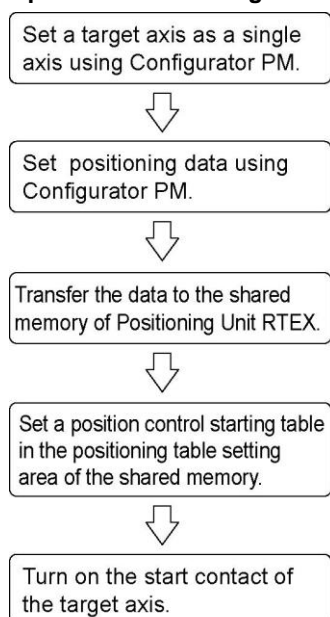 Set a target axis as a single
axis using Configurator PM.
Set positioning data using
Configurator PM.
Transfer the data to the shared
memory of Positioning Unit RTEX.
Set a position control starting table
in the positioning table setting
area of the shared memory.
Turn on the start contact of
the target axis.